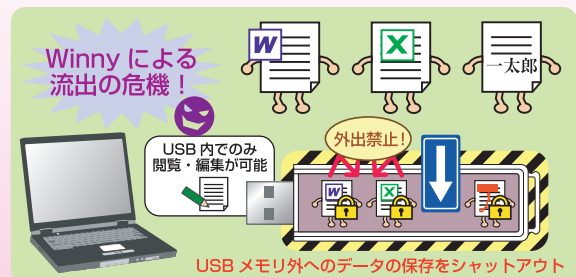 Winny による
流出の危機！
W
X
一太郎
USB 内でのみ
閲覧・編集が可能
外出禁止！
W
X
USB メモリ外へのデータの保存をシャットアウト